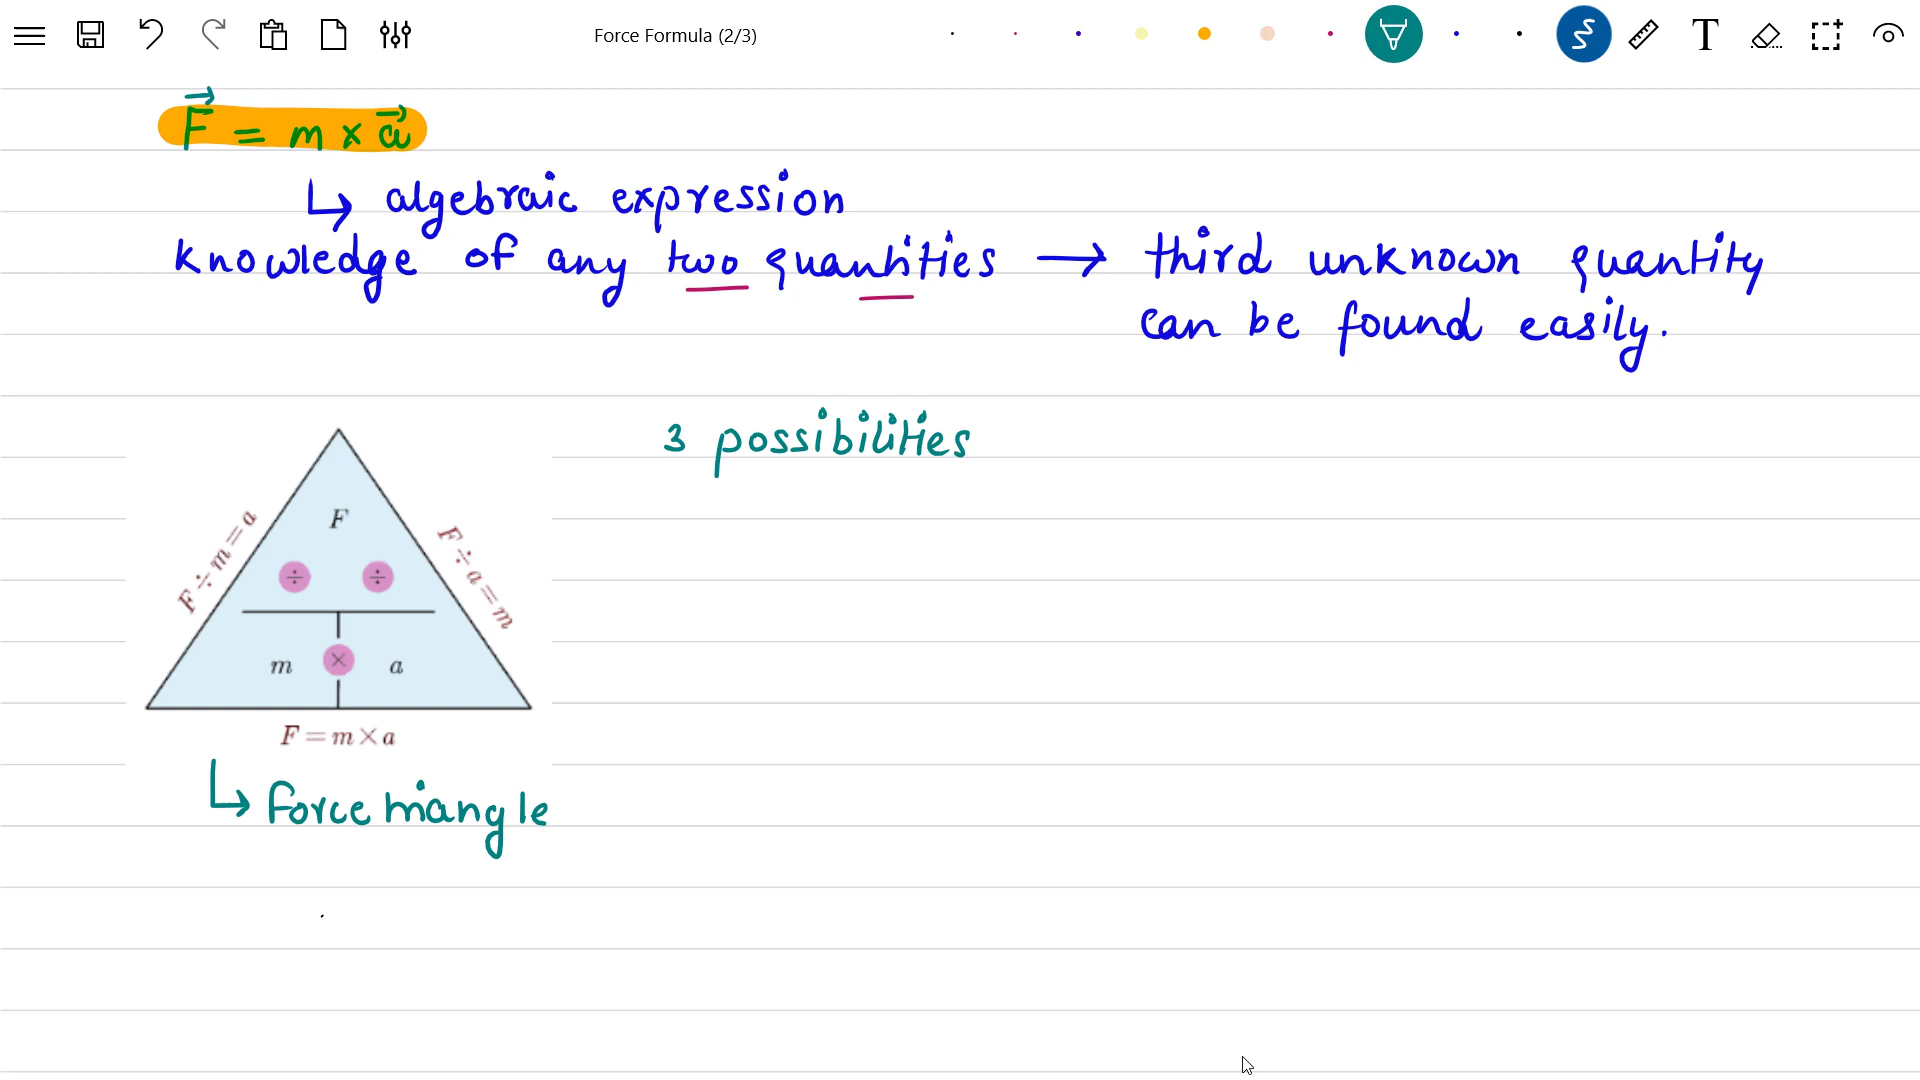 Force Formula (2/3)
T
F⃗ = m × a⃗
↳ algebraic expression
knowledge of any two quantities → third unknown quantity
can be found easily.
3 possibilities
F
F ÷ m = a
F ÷ a = m
÷ ÷
m × a
F = m × a
↳ Force triangle